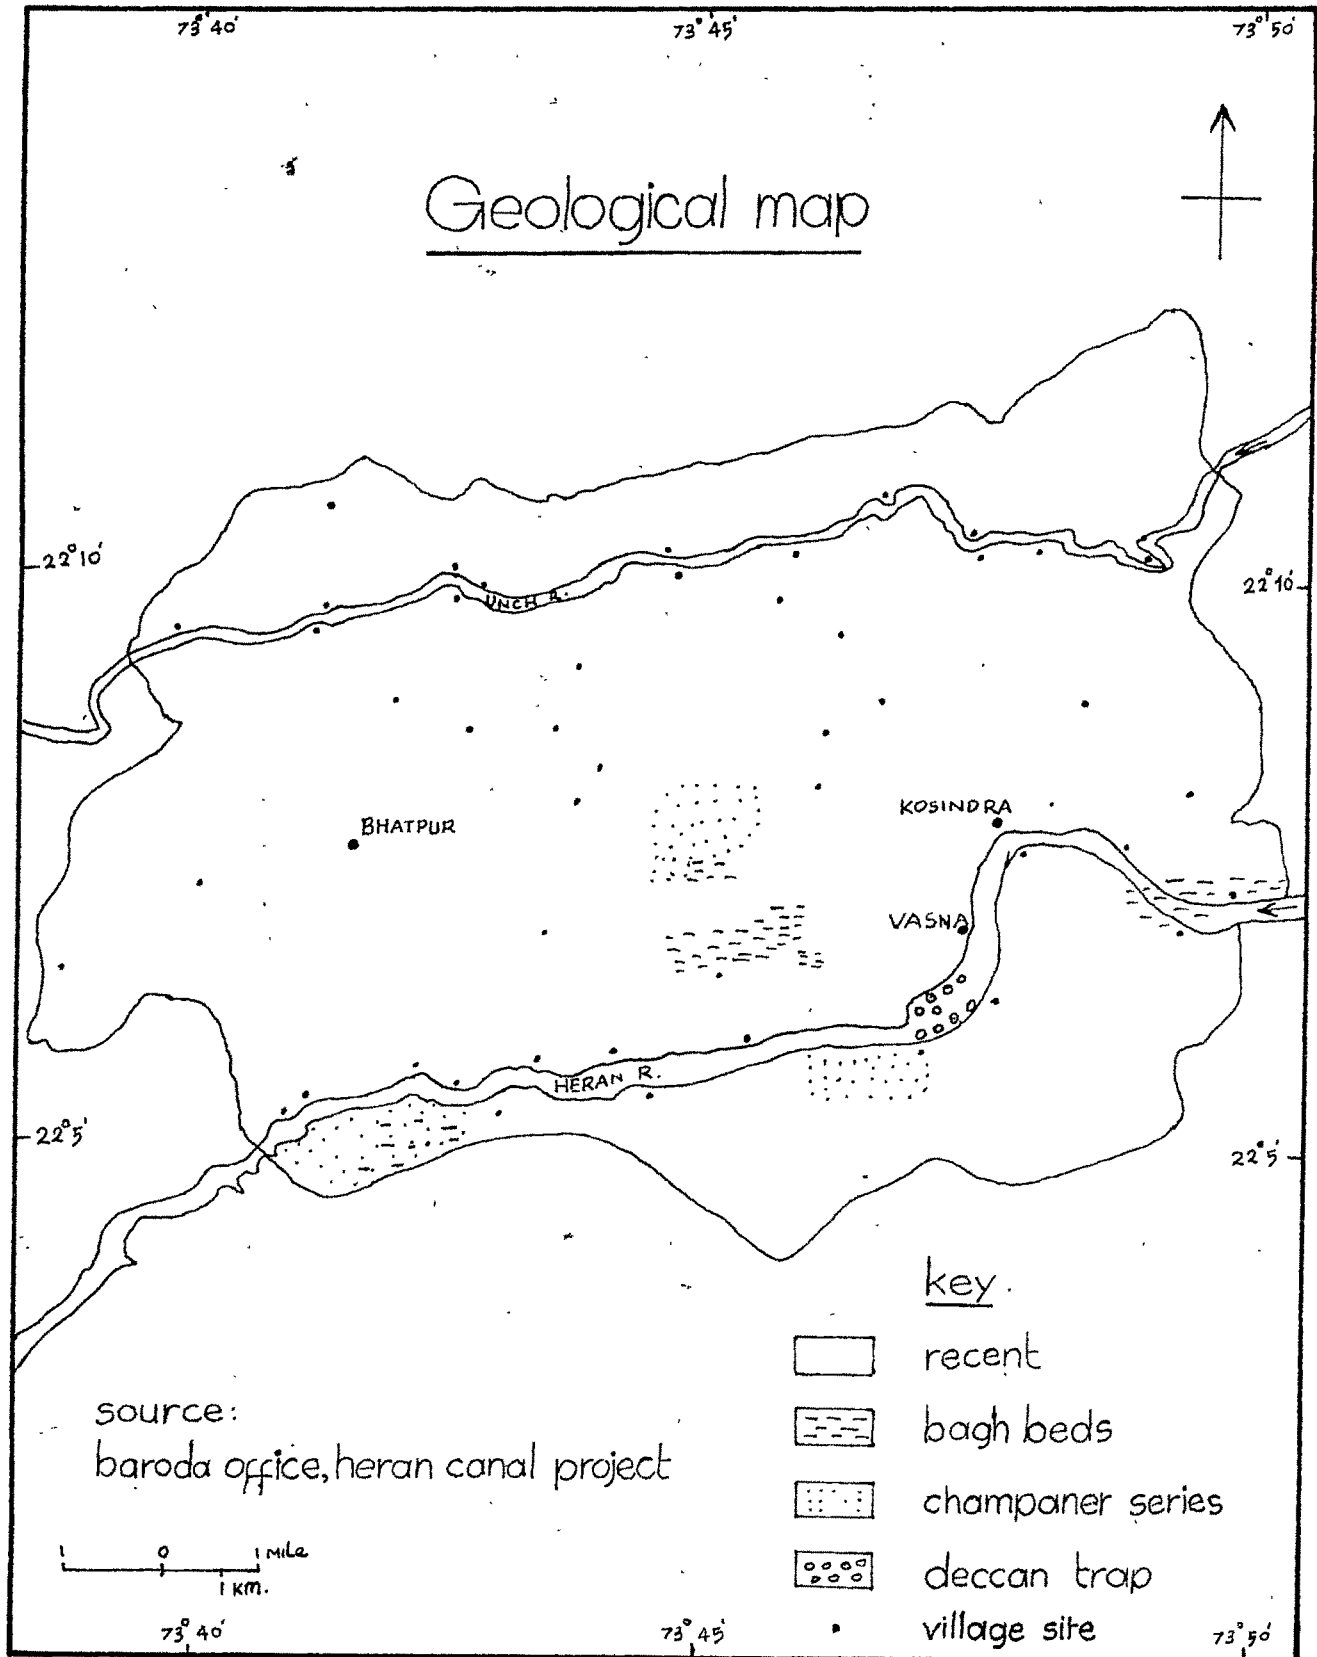 73°40'
73°45'
73°50'
Geological map
22°10'
22°10'
UNCH R.
BHATPUR
KOSINDRA
VASNA
HERAN R.
22°5'
22°5'
key
recent
bagh beds
champaner series
deccan trap
village site
source:
baroda office, heran canal project
1 0 1 MILE
1 KM.
73°40'
73°45'
73°50'